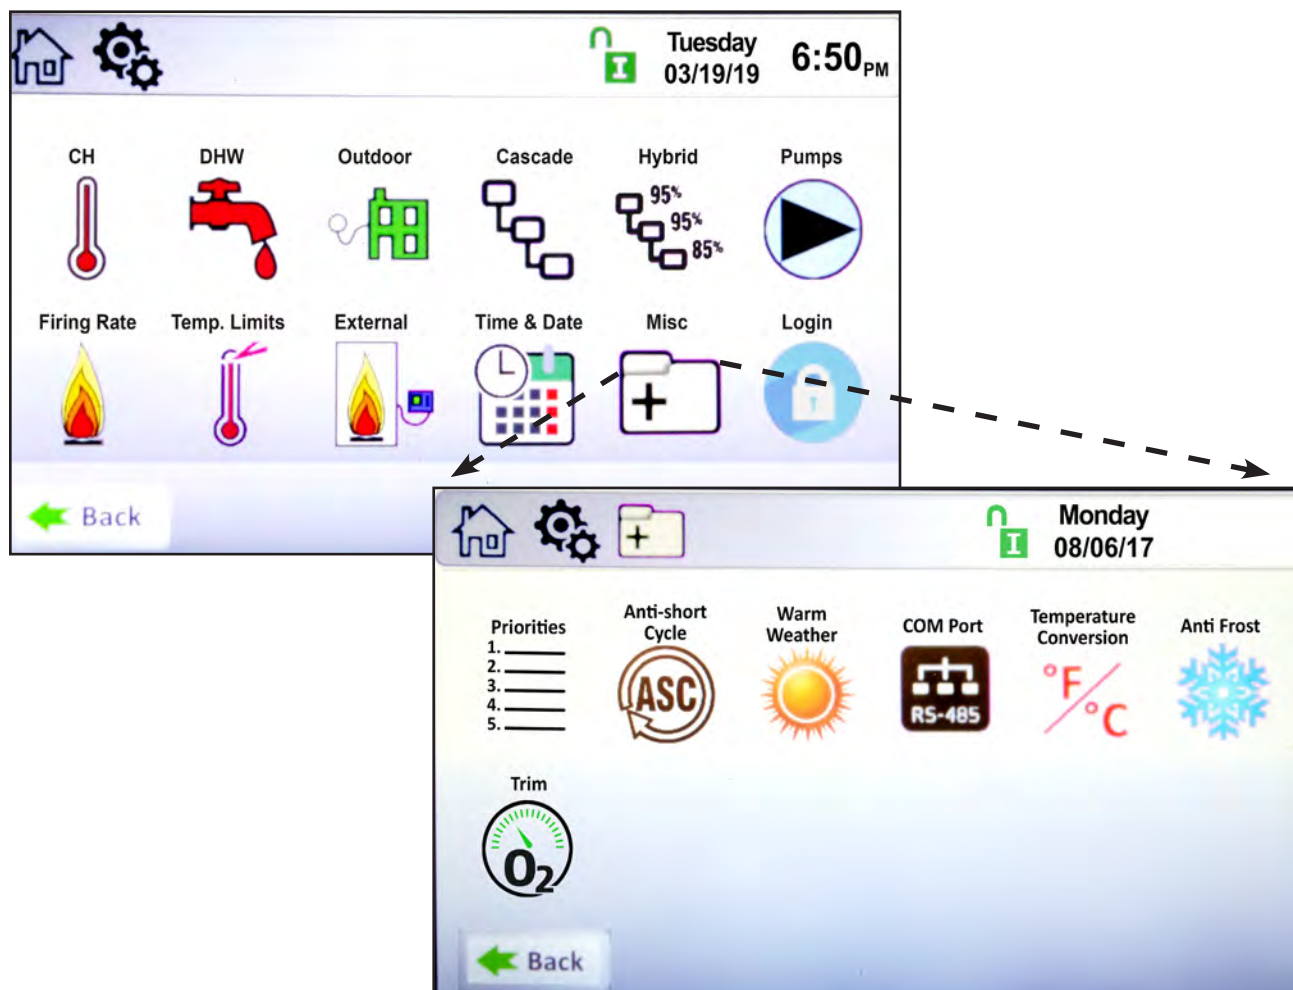 Tuesday
03/19/19
6:50 PM
CH
DHW
Outdoor
Cascade
Hybrid
Pumps
95%
95%
85%
Firing Rate
Temp. Limits
External
Time & Date
Misc
Login
Back
Monday
08/06/17
Priorities
1.
2.
3.
4.
5.
Anti-short
Cycle
ASC
Warm
Weather
COM Port
RS-485
Temperature
Conversion
°F/°C
Anti Frost
Trim
O2
Back